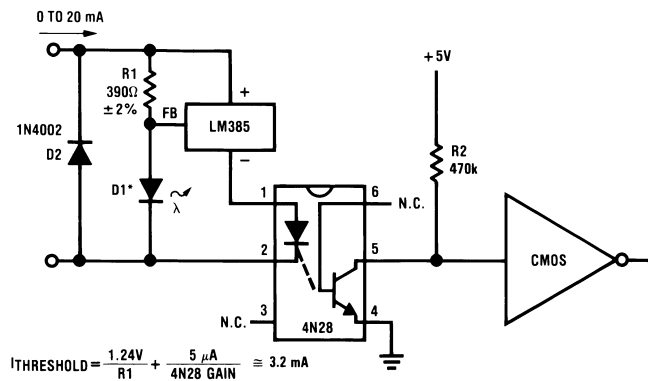 0 TO 20 mA
+5V
R1
390Ω
±2%
FB
+
LM385
−
1N4002
D2
R2
470k
D1*
λ
1
6
N.C.
2
5
CMOS
3
N.C.
4
4N28
ITHRESHOLD = 1.24V / R1 + 5 μA / 4N28 GAIN ≅ 3.2 mA